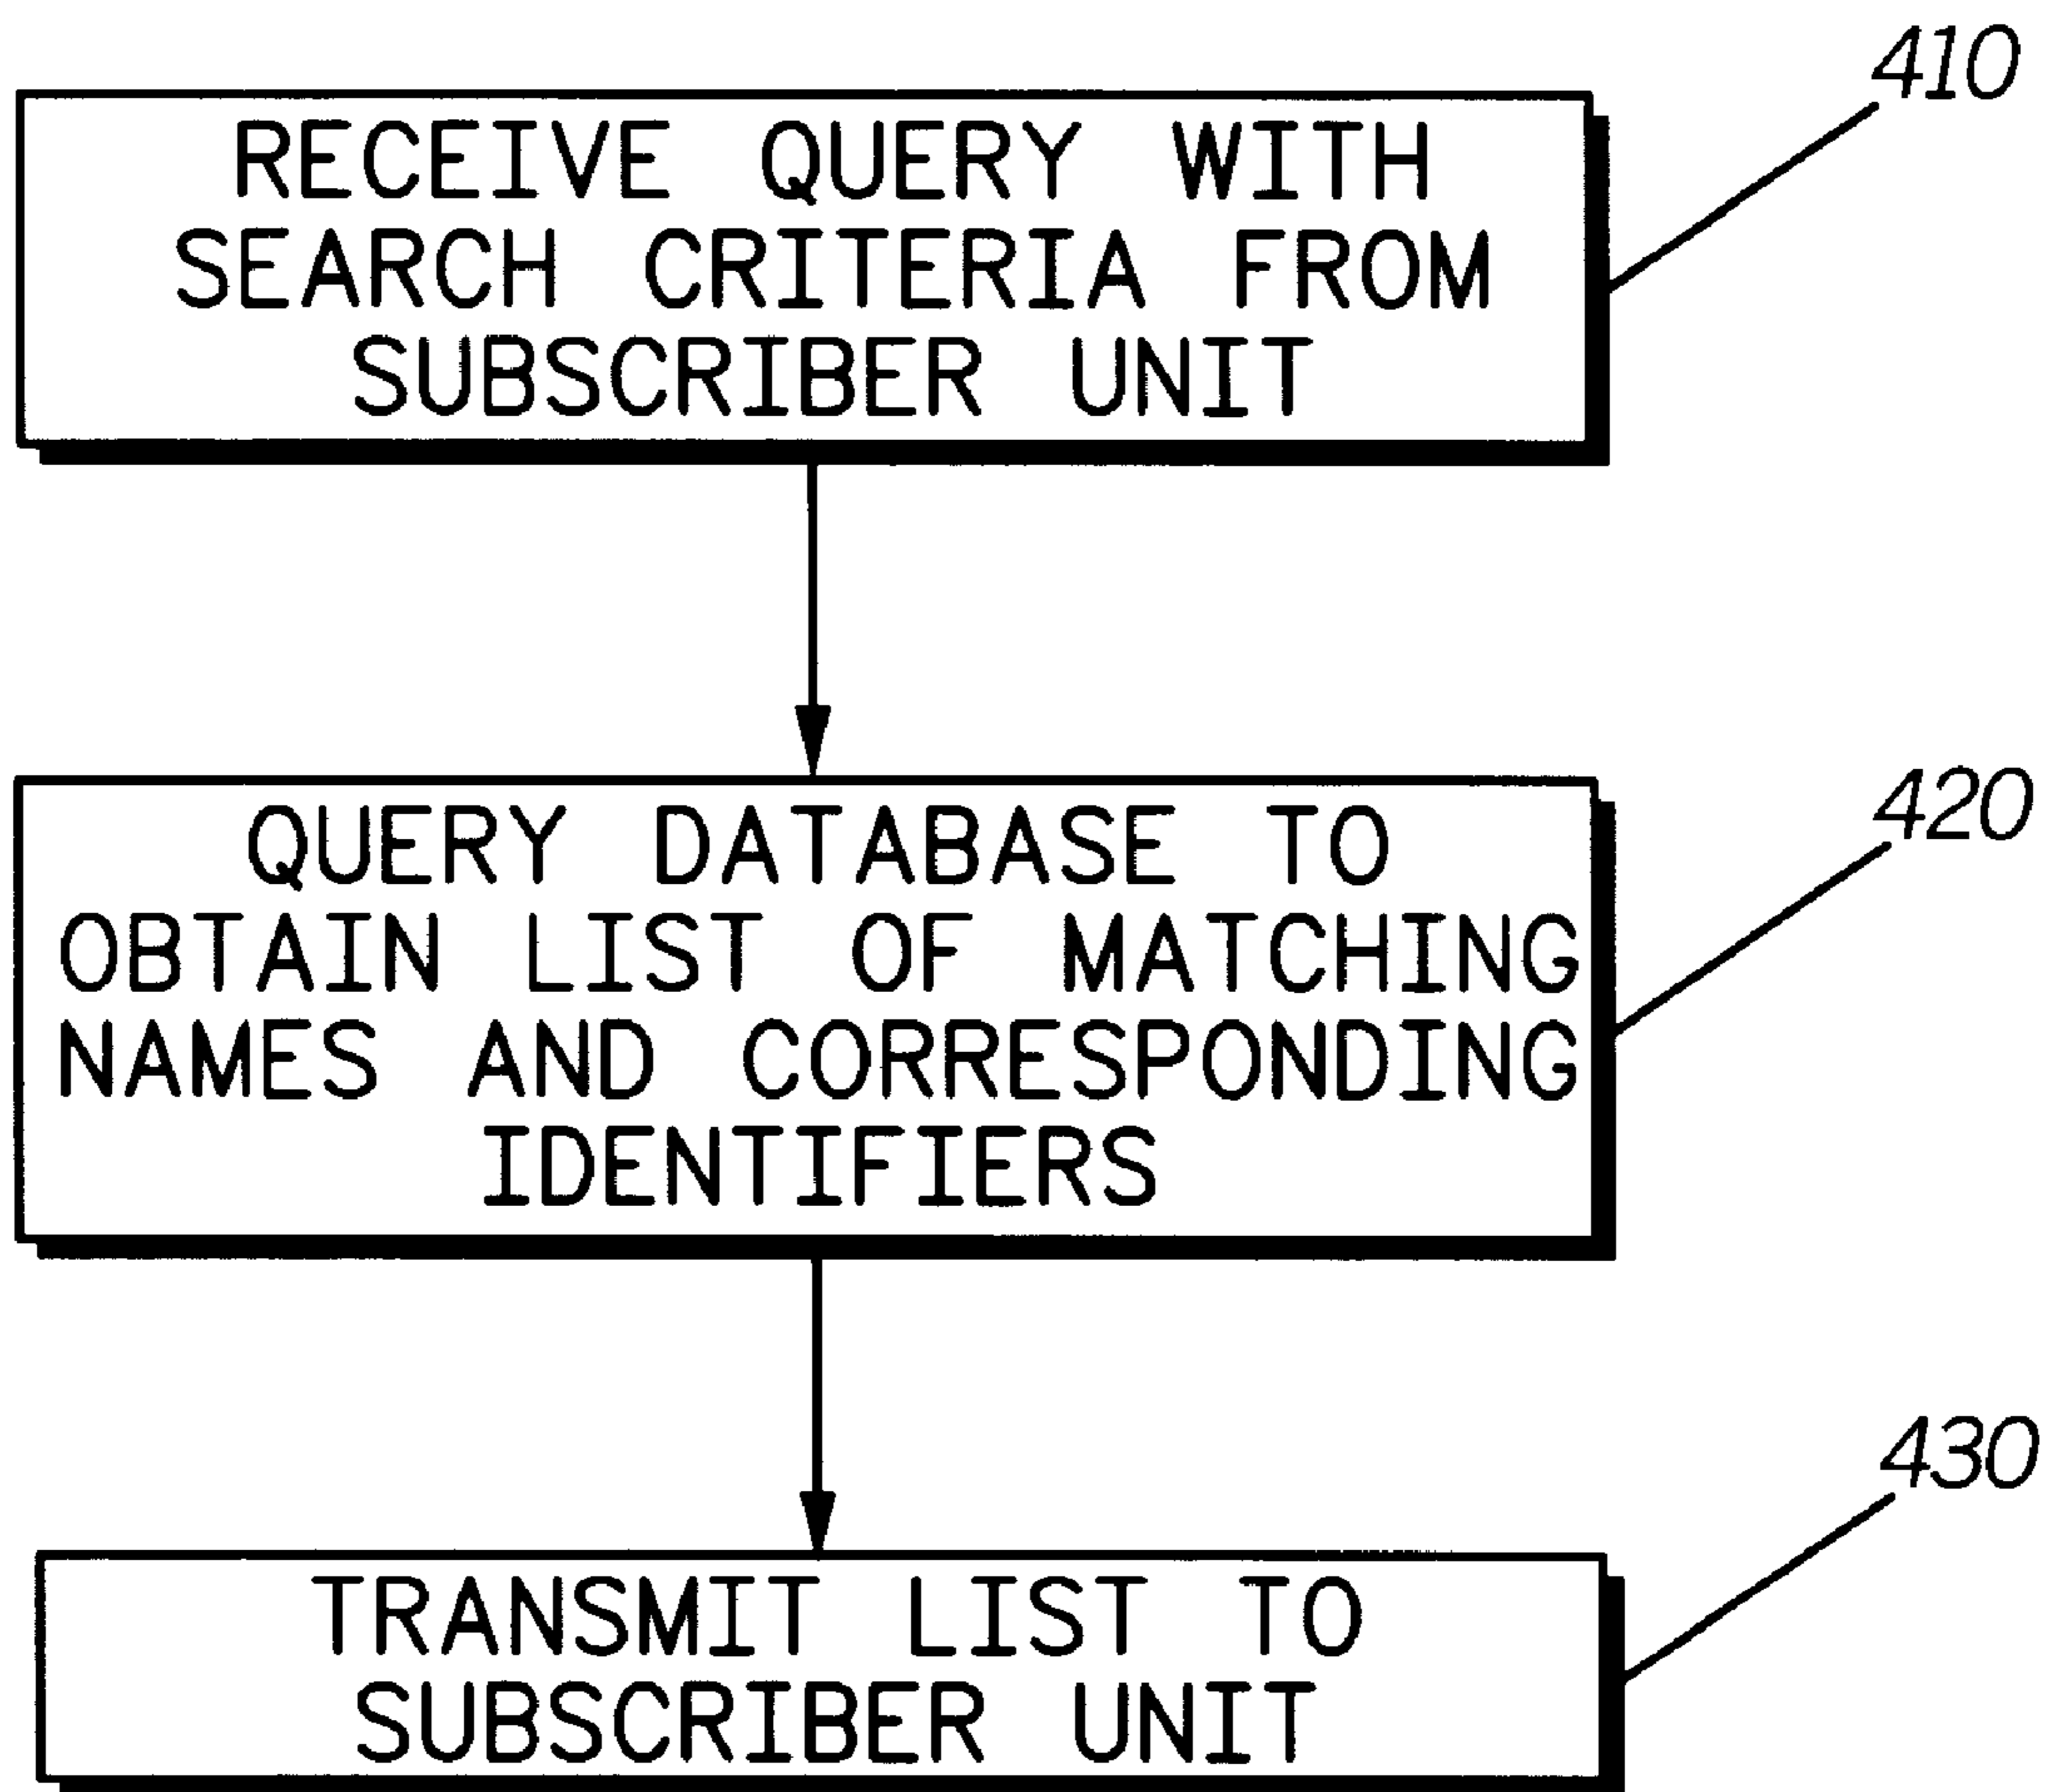 410
RECEIVE QUERY WITH
SEARCH CRITERIA FROM
SUBSCRIBER UNIT
420
QUERY DATABASE TO
OBTAIN LIST OF MATCHING
NAMES AND CORRESPONDING
IDENTIFIERS
430
TRANSMIT LIST TO
SUBSCRIBER UNIT